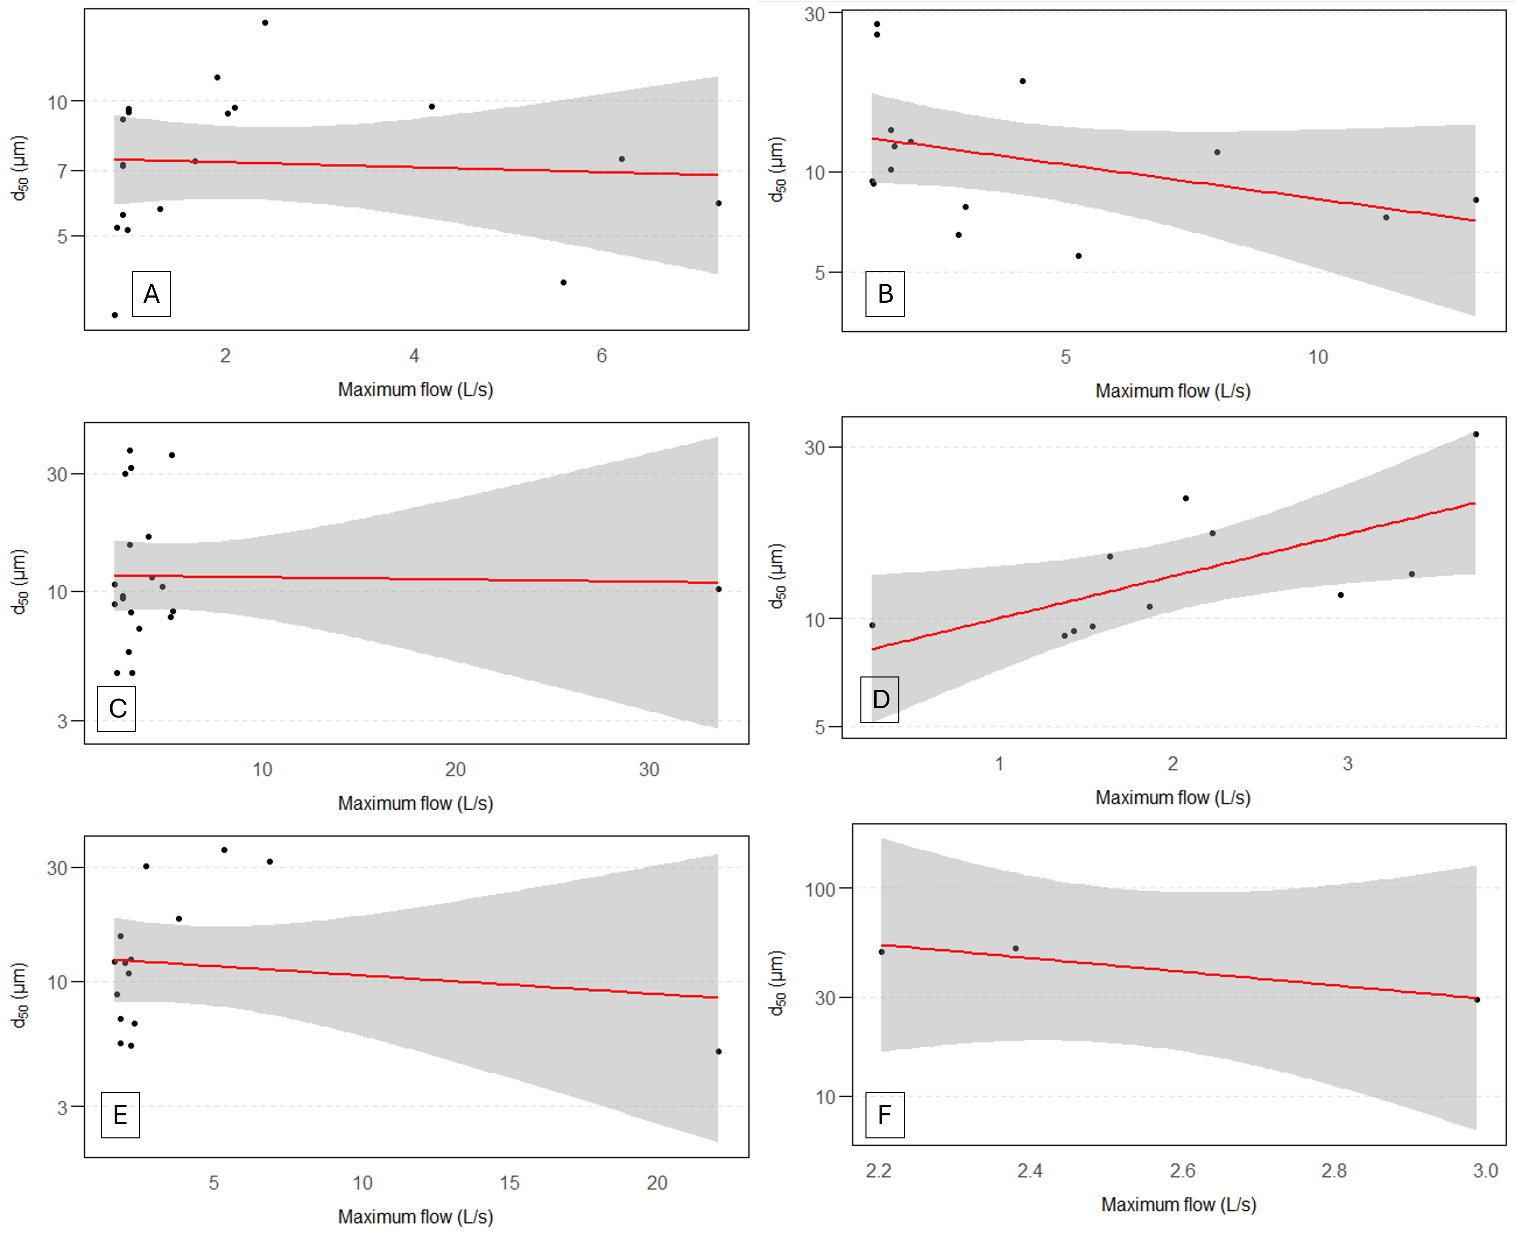 10
7
5
d50 (μm)
A
2 4 6
Maximum flow (L/s)
30
10
5
d50 (μm)
B
5 10
Maximum flow (L/s)
30
10
3
d50 (μm)
C
10 20 30
Maximum flow (L/s)
30
10
5
d50 (μm)
D
1 2 3
Maximum flow (L/s)
30
10
3
d50 (μm)
E
5 10 15 20
Maximum flow (L/s)
100
30
10
d50 (μm)
F
2.2 2.4 2.6 2.8 3.0
Maximum flow (L/s)